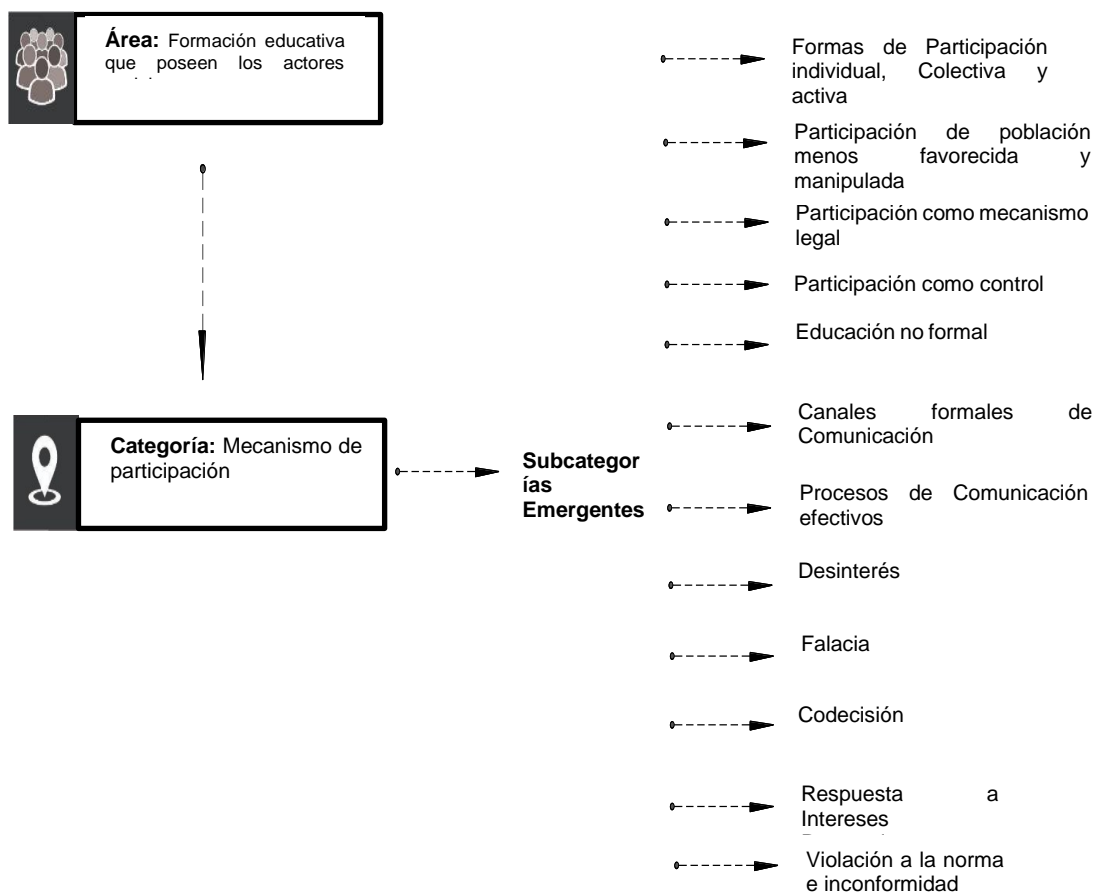 Área: Formación educativa
que poseen los actores
Categoría: Mecanismo de
participación
Subcategor
ías
Emergentes
Formas de Participación
individual, Colectiva y
activa
Participación de población
menos favorecida y
manipulada
Participación como mecanismo
legal
Participación como control
Educación no formal
Canales formales de
Comunicación
Procesos de Comunicación
efectivos
Desinterés
Falacia
Codecisión
Respuesta a
Intereses
Violación a la norma
e inconformidad